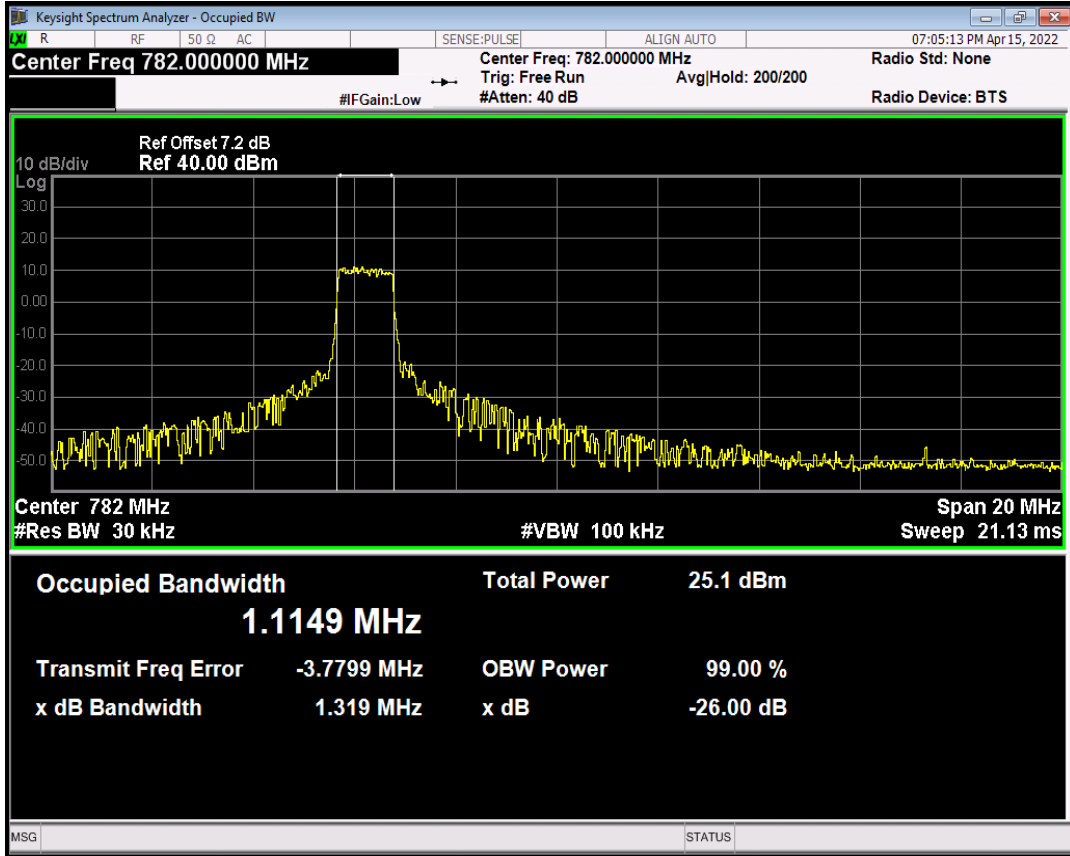 Keysight Spectrum Analyzer - Occupied BW
LXI R RF 50 Ω AC SENSE:PULSE ALIGN AUTO 07:05:13 PM Apr 15, 2022
Center Freq 782.000000 MHz Center Freq: 782.000000 MHz Radio Std: None
Trig: Free Run Avg|Hold: 200/200
#IFGain:Low #Atten: 40 dB Radio Device: BTS
Ref Offset 7.2 dB
10 dB/div Ref 40.00 dBm
Log
30.0
20.0
10.0
0.00
-10.0
-20.0
-30.0
-40.0
-50.0
Center 782 MHz Span 20 MHz
#Res BW 30 kHz #VBW 100 kHz Sweep 21.13 ms
Occupied Bandwidth Total Power 25.1 dBm
1.1149 MHz
Transmit Freq Error -3.7799 MHz OBW Power 99.00 %
x dB Bandwidth 1.319 MHz x dB -26.00 dB
MSG STATUS